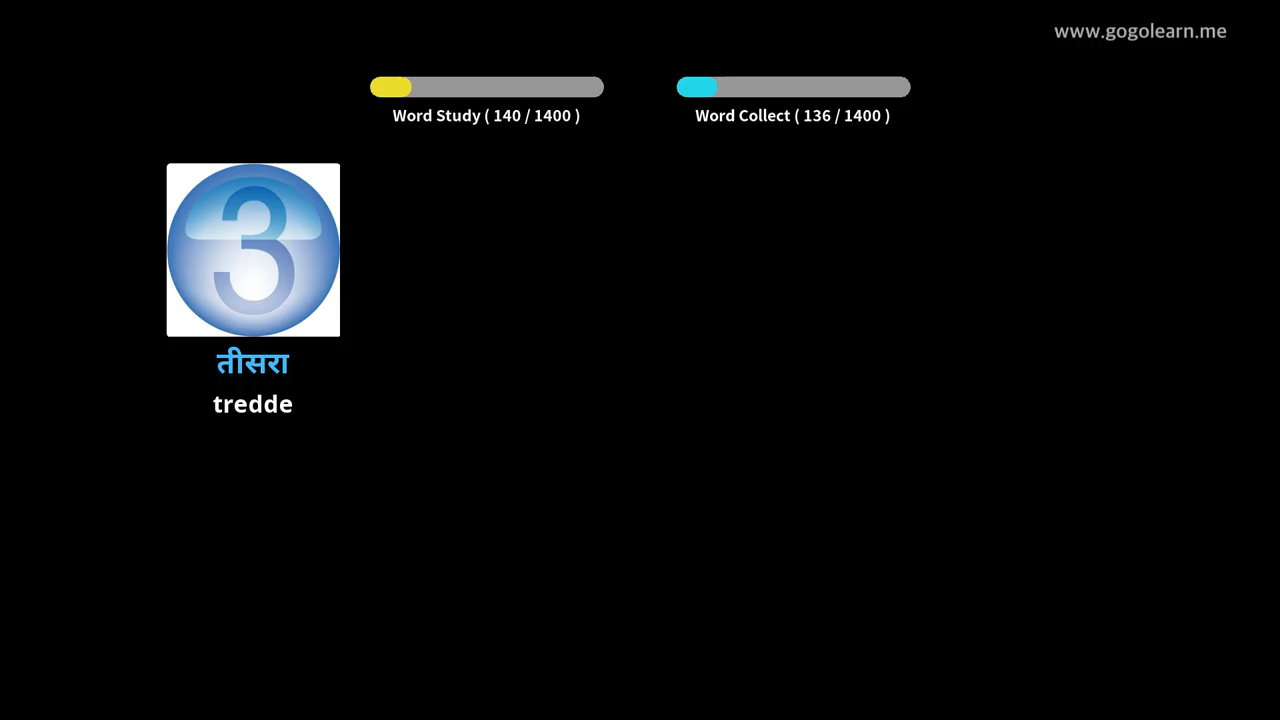 www.gogolearn.me
Word Study ( 140 / 1400 )
Word Collect ( 136 / 1400 )
3
तीसरा
tredde